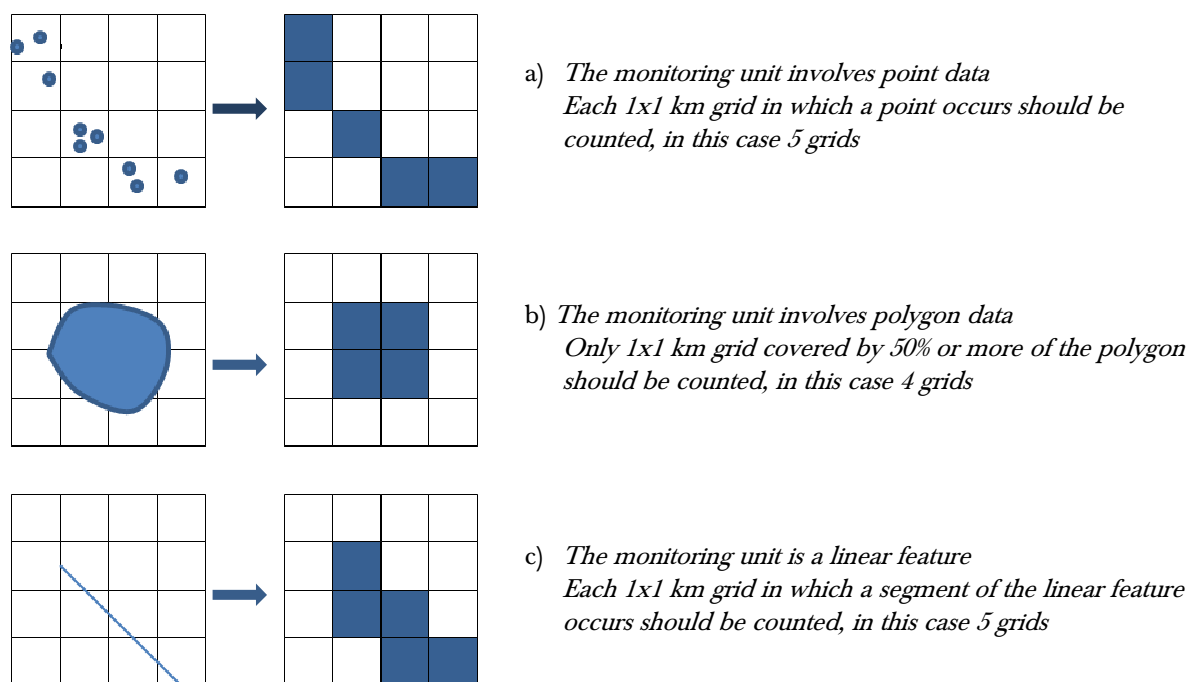 a) The monitoring unit involves point data
Each 1x1 km grid in which a point occurs should be
counted, in this case 5 grids
b) The monitoring unit involves polygon data
Only 1x1 km grid covered by 50% or more of the polygon
should be counted, in this case 4 grids
c) The monitoring unit is a linear feature
Each 1x1 km grid in which a segment of the linear feature
occurs should be counted, in this case 5 grids